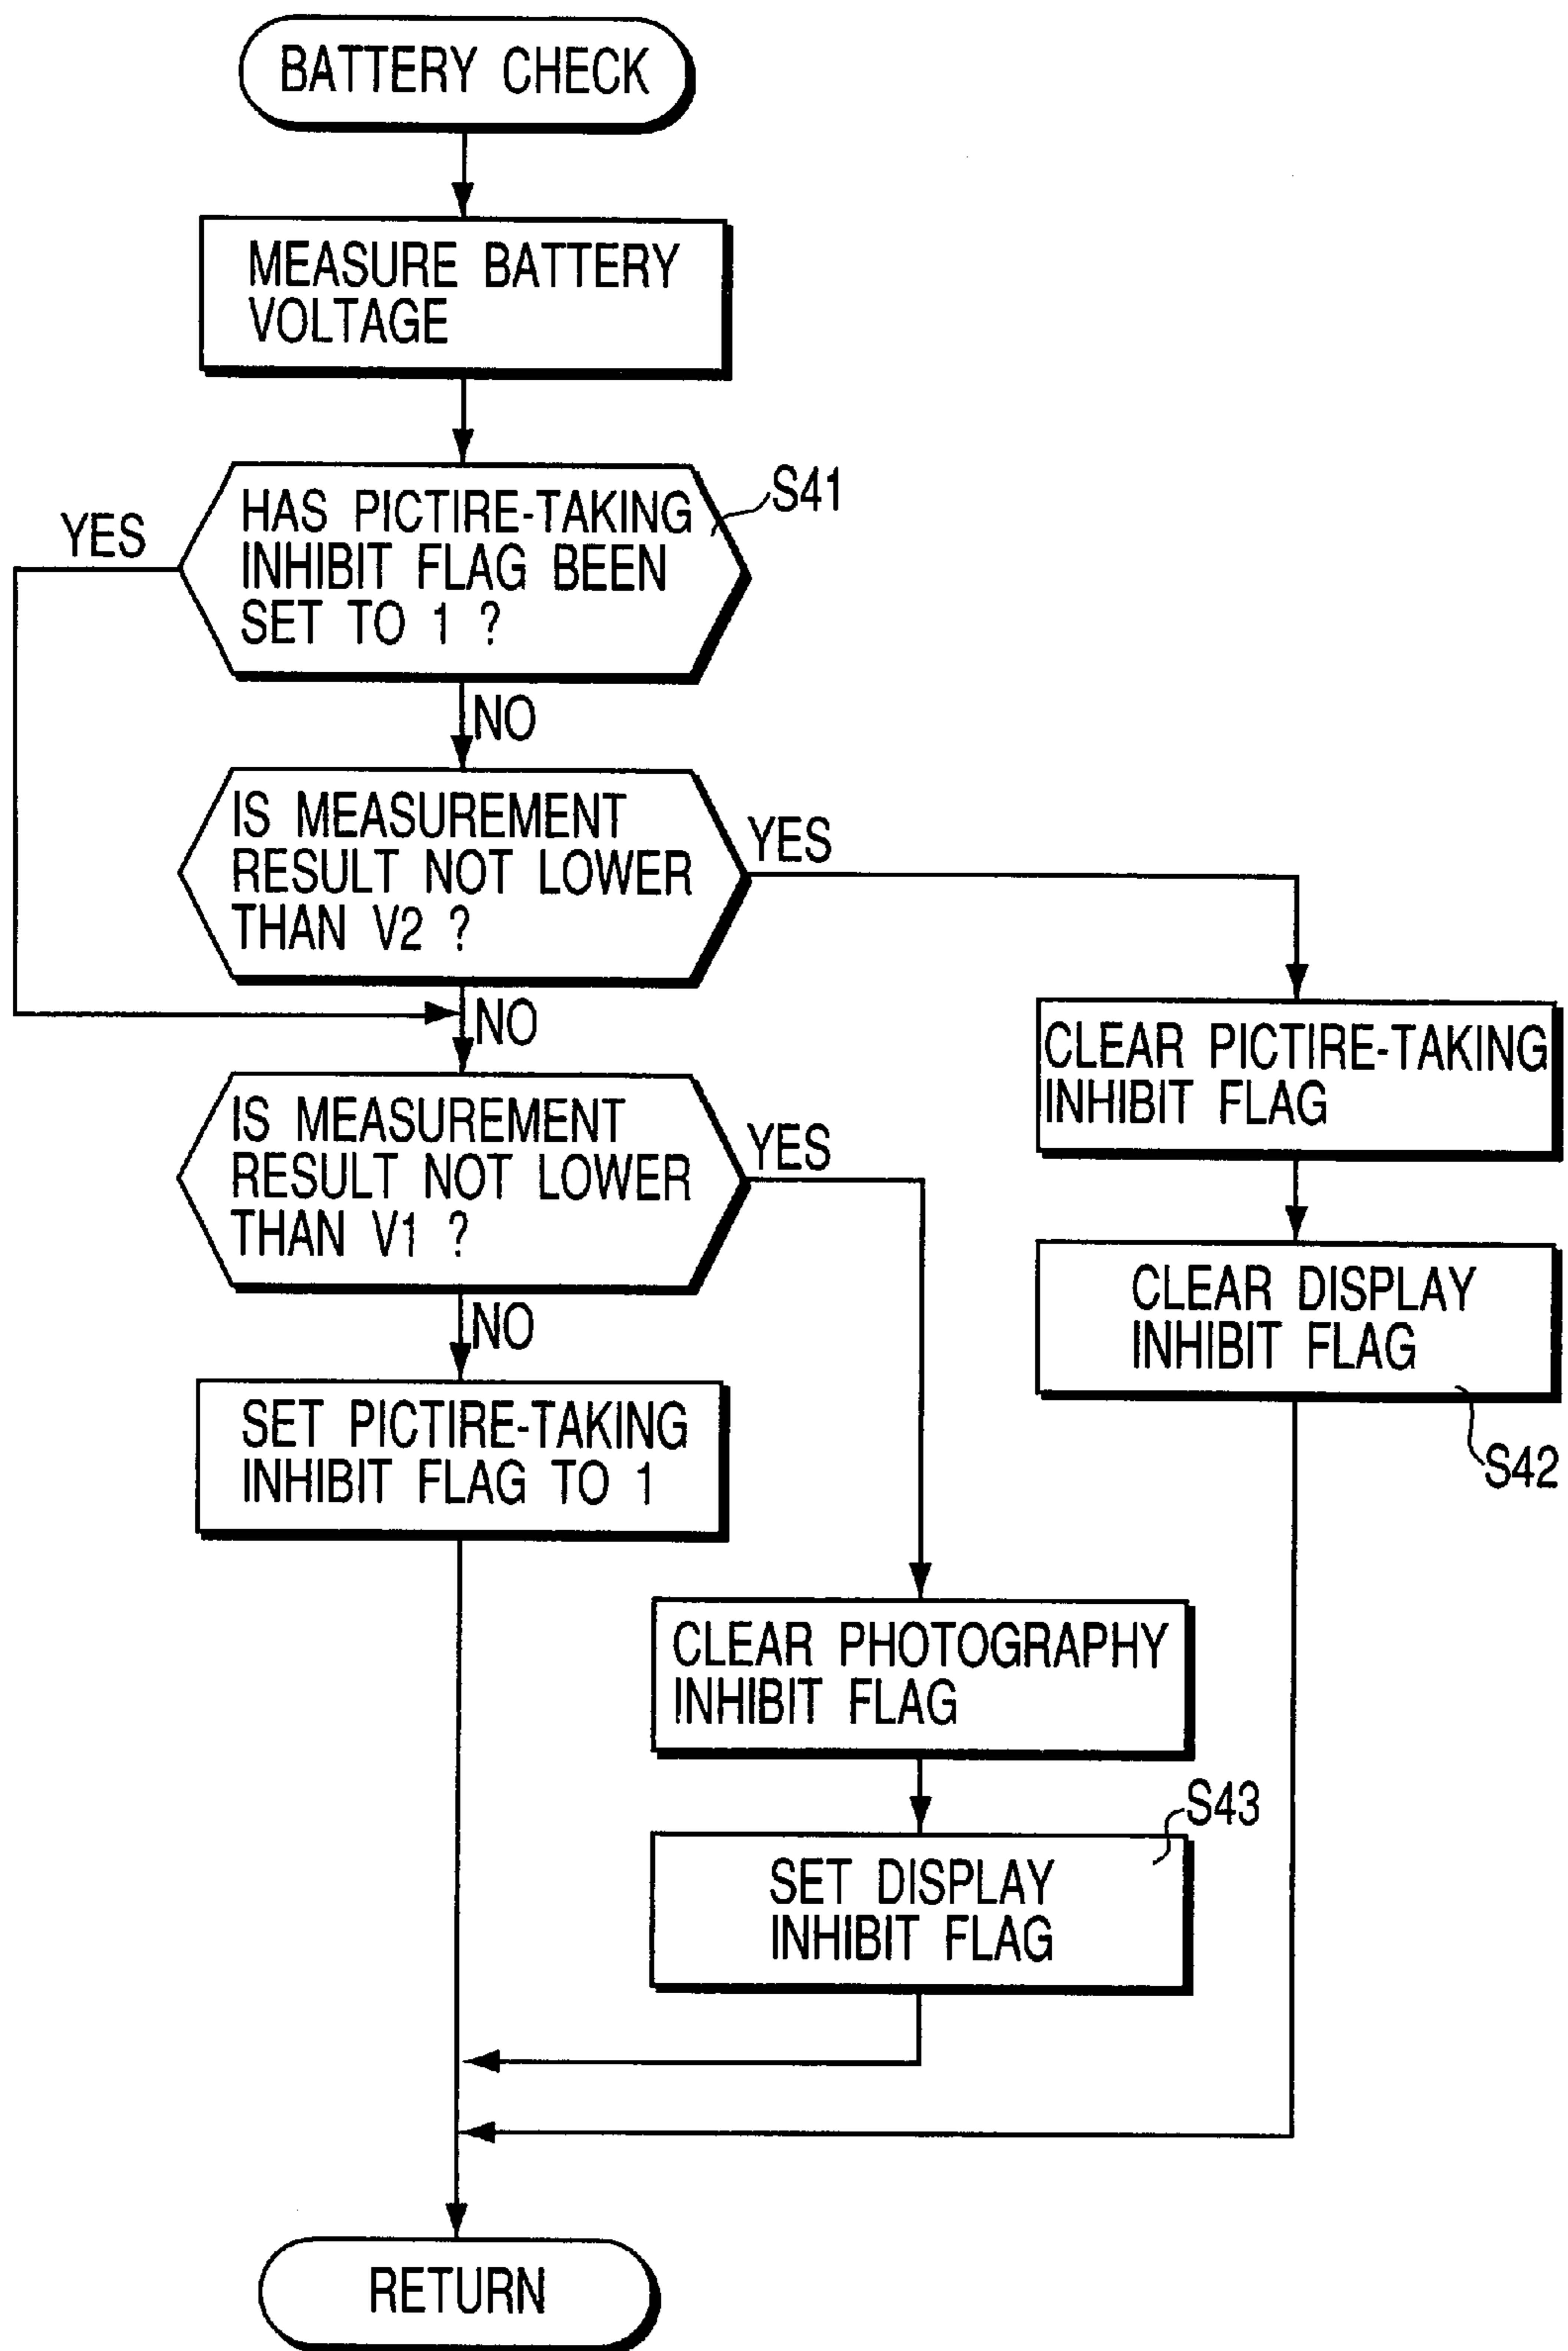 BATTERY CHECK
MEASURE BATTERY
VOLTAGE
S41
YES
HAS PICTIRE-TAKING
INHIBIT FLAG BEEN
SET TO 1 ?
NO
IS MEASUREMENT
RESULT NOT LOWER
THAN V2 ?
YES
NO
CLEAR PICTIRE-TAKING
INHIBIT FLAG
IS MEASUREMENT
RESULT NOT LOWER
THAN V1 ?
YES
NO
CLEAR DISPLAY
INHIBIT FLAG
S42
SET PICTIRE-TAKING
INHIBIT FLAG TO 1
CLEAR PHOTOGRAPHY
INHIBIT FLAG
S43
SET DISPLAY
INHIBIT FLAG
RETURN